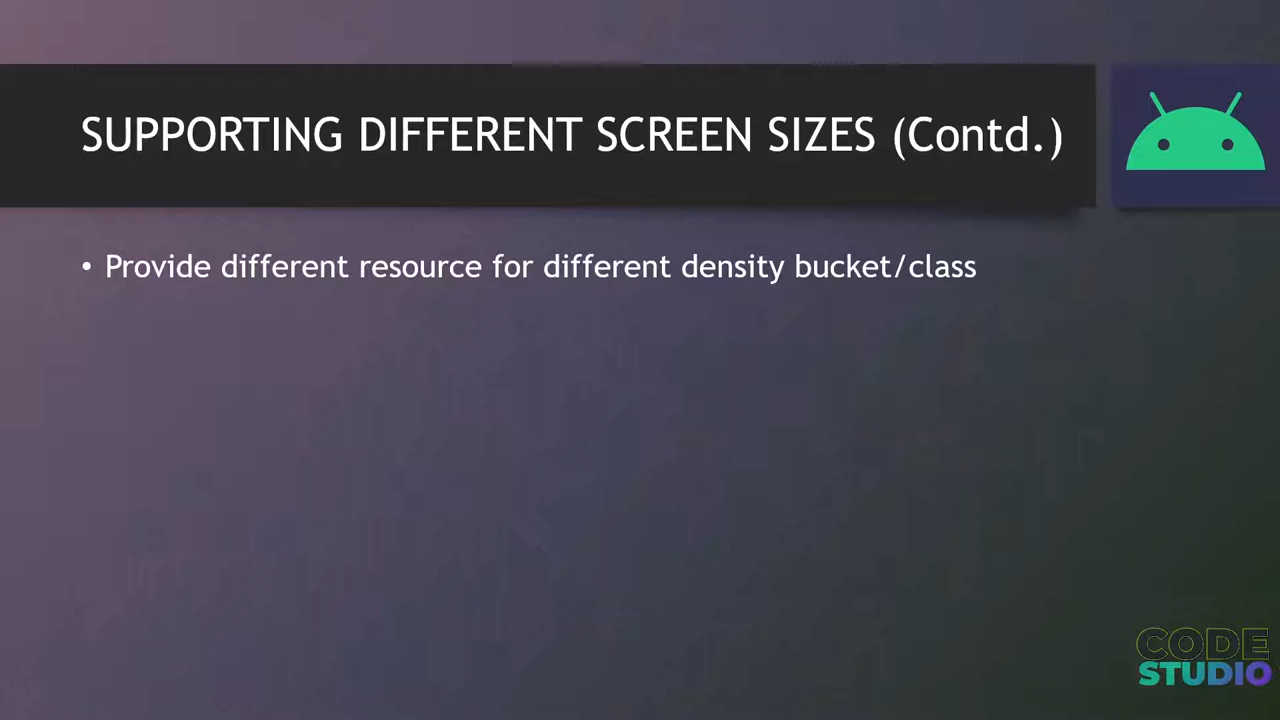 SUPPORTING DIFFERENT SCREEN SIZES (Contd.)
• Provide different resource for different density bucket/class
CODE
STUDIO